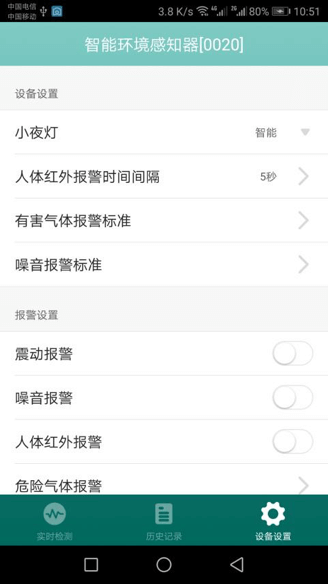 中国电信
中国移动
3.8 K/s 4G 2G 80% 10:51
智能环境感知器[0020]
设备设置
小夜灯 智能
人体红外报警时间间隔 5秒
有害气体报警标准
噪音报警标准
报警设置
震动报警
噪音报警
人体红外报警
危险气体报警
实时检测 历史记录 设备设置